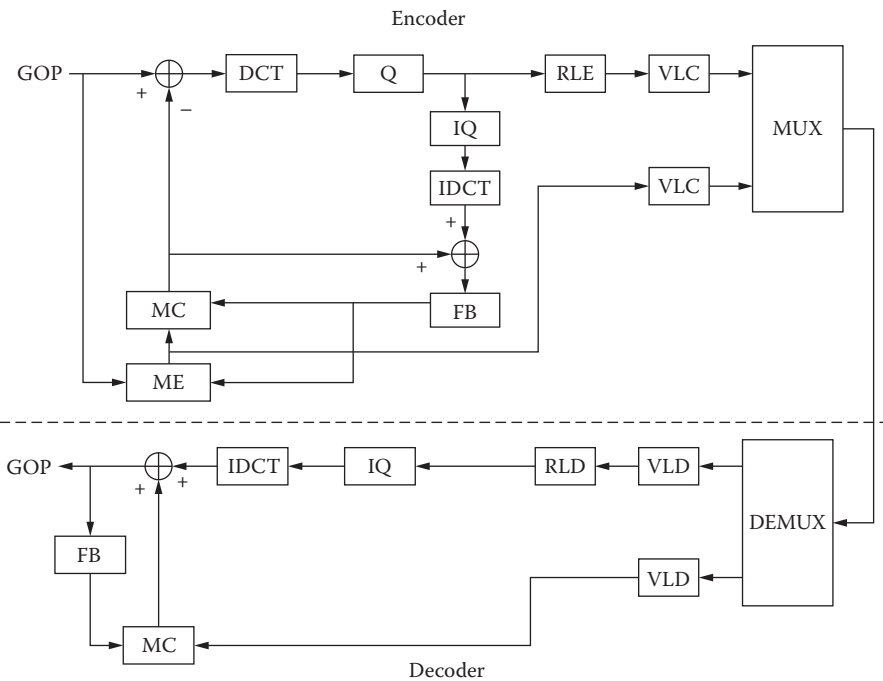 Encoder
GOP
+
−
DCT
Q
RLE
VLC
MUX
IQ
IDCT
VLC
+
+
MC
FB
ME
GOP
+
+
IDCT
IQ
RLD
VLD
DEMUX
FB
VLD
MC
Decoder